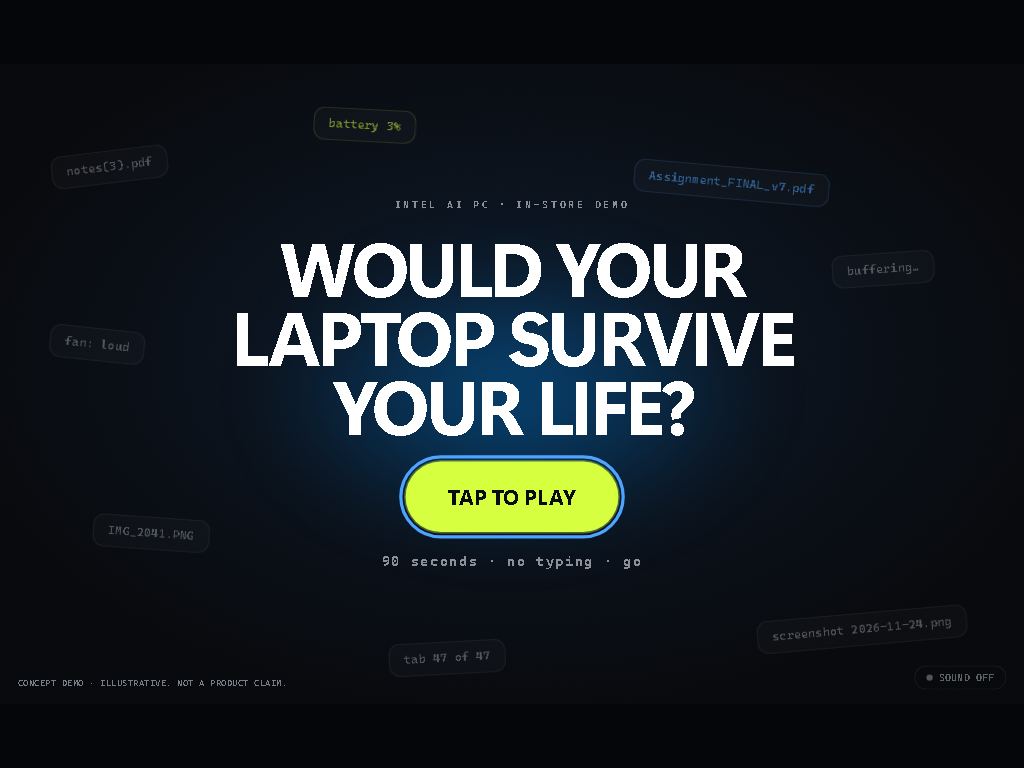 battery 3%
notes(3).pdf
Assignment_FINAL_v7.pdf
INTEL AI PC · IN-STORE DEMO
WOULD YOUR
LAPTOP SURVIVE
YOUR LIFE?
buffering…
fan: loud
TAP TO PLAY
IMG_2041.PNG
90 seconds · no typing · go
screenshot 2026-11-24.png
tab 47 of 47
CONCEPT DEMO · ILLUSTRATIVE. NOT A PRODUCT CLAIM.
SOUND OFF